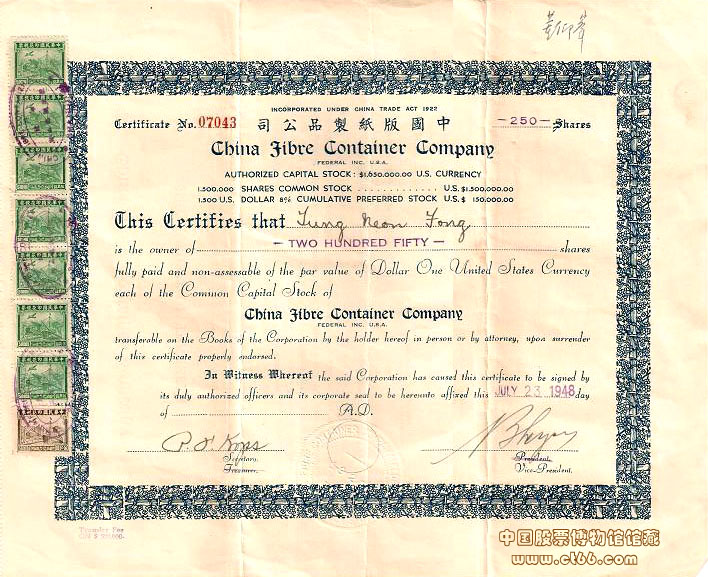 INCORPORATED UNDER CHINA TRADE ACT 1922
Certificate No. 07043
司公品製紙版國中
-250- Shares
China Fibre Container Company
FEDERAL INC. U.S.A.
AUTHORIZED CAPITAL STOCK: $1,650,000.00 U.S. CURRENCY
1,500,000 SHARES COMMON STOCK . . . . . . . . . . . . U.S. $1,500,000.00
1,500 U.S. DOLLAR 8% CUMULATIVE PREFERRED STOCK U.S. $ 150,000.00
This Certifies that Tung Keon Fong
is the owner of - TWO HUNDRED FIFTY - shares
fully paid and non-assessable of the par value of Dollar One United States Currency
each of the Common Capital Stock of
China Fibre Container Company
FEDERAL INC. U.S.A.
transferable on the Books of the Corporation by the holder hereof in person or by attorney, upon surrender
of this certificate properly endorsed.
In Witness Whereof the said Corporation has caused this certificate to be signed by
its duly authorized officers and its corporate seal to be hereunto affixed this JULY 23 1948 day
of A.D.
Secretary.
Treasurer.
President.
Vice-President.
Transfer Fee
中国股票博物馆馆藏
www.ct66.com